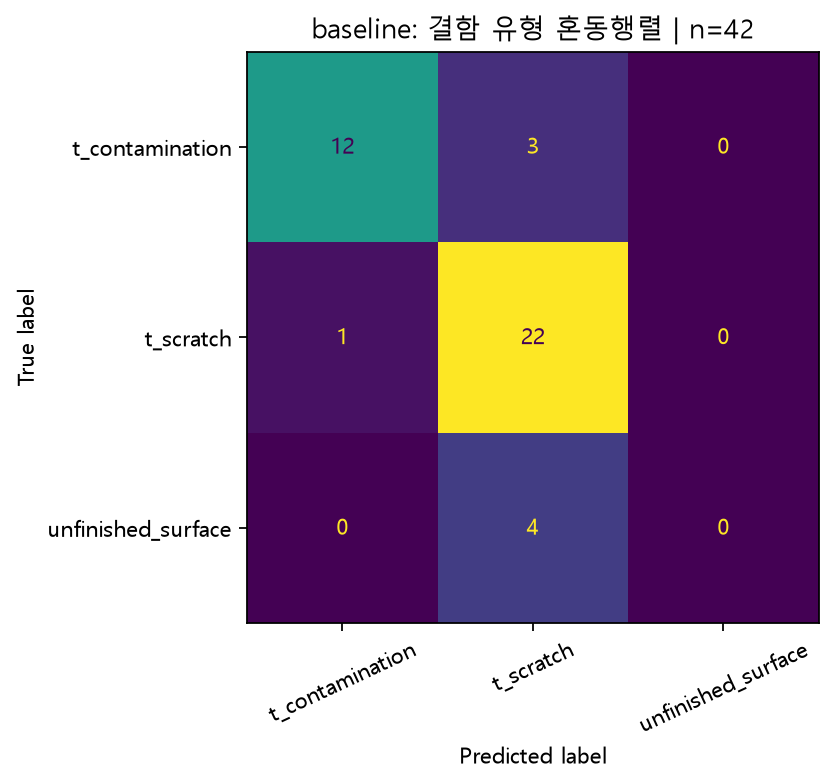 baseline: 결함 유형 혼동행렬 | n=42
True label
t_contamination
12 3 0
t_scratch
1 22 0
unfinished_surface
0 4 0
t_contamination t_scratch unfinished_surface
Predicted label